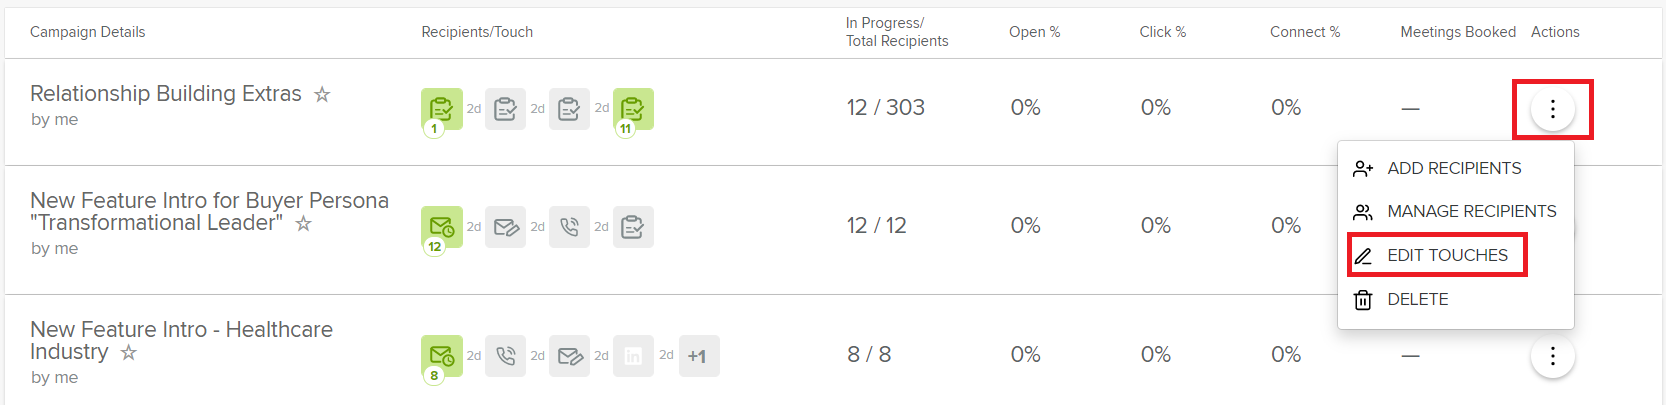 Campaign Details
Recipients/Touch
In Progress/
Total Recipients
Open %
Click %
Connect %
Meetings Booked
Actions
Relationship Building Extras ☆
by me
1
2d
2d
2d
11
12 / 303
0%
0%
0%
—
ADD RECIPIENTS
MANAGE RECIPIENTS
EDIT TOUCHES
DELETE
New Feature Intro for Buyer Persona
"Transformational Leader" ☆
by me
12
2d
2d
2d
12 / 12
0%
0%
0%
New Feature Intro - Healthcare
Industry ☆
by me
8
2d
2d
2d
in
2d
+1
8 / 8
0%
0%
0%
—